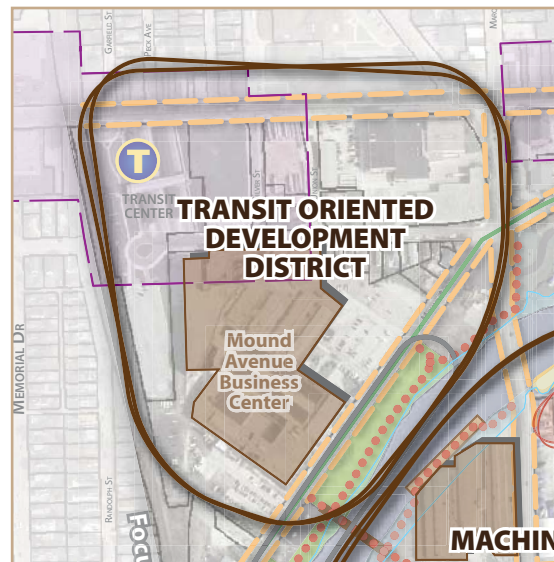 GARFIELD ST
PECK AVE
T
TRANSIT
CENTER
TRANSIT ORIENTED
DEVELOPMENT
DISTRICT
Mound
Avenue
Business
Center
MEMORIAL DR
RANDOLPH ST
Focu
MACHIN